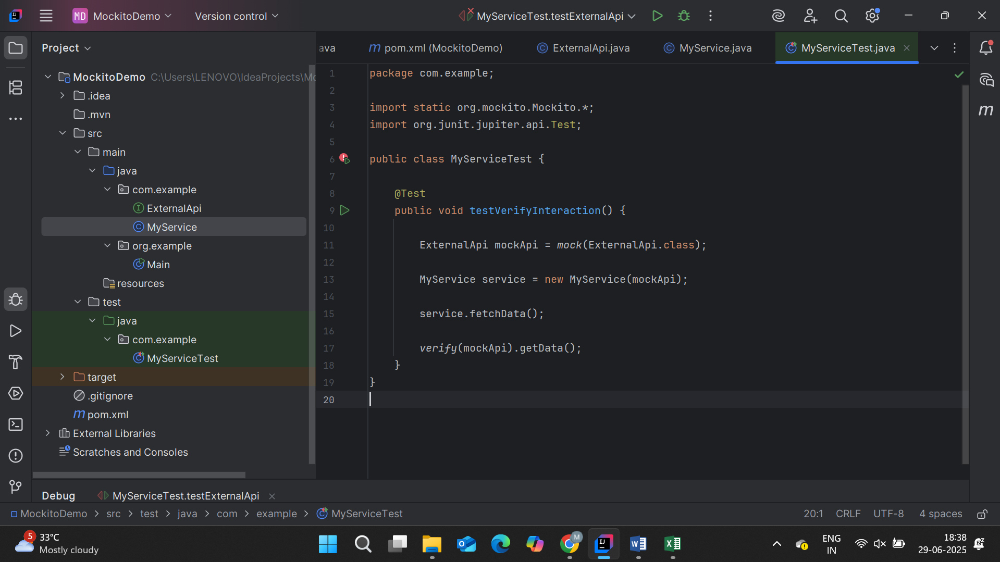 MD MockitoDemo Version control MyServiceTest.testExternalApi
Project
MockitoDemo C:\Users\LENOVO\IdeaProjects\Mo
.idea
.mvn
src
main
java
com.example
ExternalApi
MyService
org.example
Main
resources
test
java
com.example
MyServiceTest
target
.gitignore
pom.xml
External Libraries
Scratches and Consoles
ava pom.xml (MockitoDemo) ExternalApi.java MyService.java MyServiceTest.java
1 package com.example;
2
3 import static org.mockito.Mockito.*;
4 import org.junit.jupiter.api.Test;
5
6 public class MyServiceTest {
7
8 @Test
9 public void testVerifyInteraction() {
10
11 ExternalApi mockApi = mock(ExternalApi.class);
12
13 MyService service = new MyService(mockApi);
14
15 service.fetchData();
16
17 verify(mockApi).getData();
18 }
19 }
20
Debug MyServiceTest.testExternalApi
MockitoDemo > src > test > java > com > example > MyServiceTest 20:1 CRLF UTF-8 4 spaces
5 33°C
Mostly cloudy
M
ENG
IN
18:38
29-06-2025